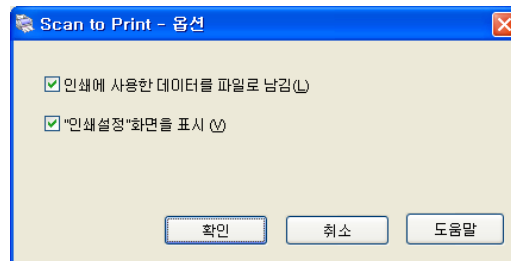 Scan to Print - 옵션
인쇄에 사용한 데이터를 파일로 남김(L)
"인쇄설정"화면을 표시 (V)
확인 취소 도움말